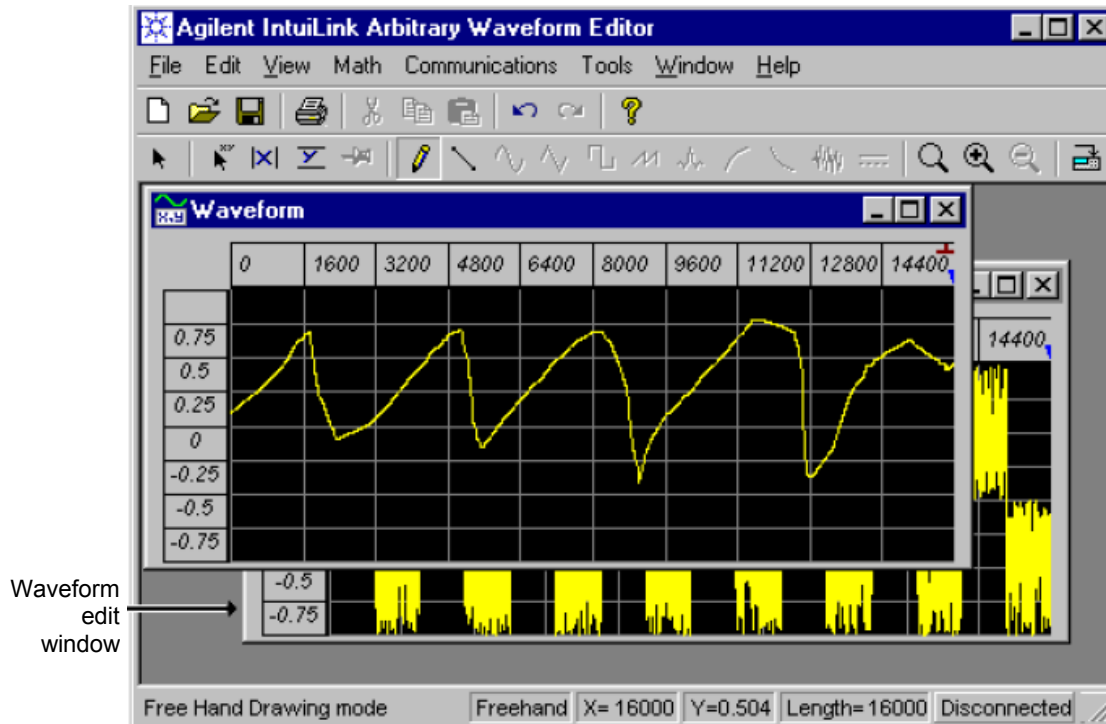 Agilent IntuiLink Arbitrary Waveform Editor
File Edit View Math Communications Tools Window Help
Waveform
0 1600 3200 4800 6400 8000 9600 11200 12800 14400
0.75
0.5
0.25
0
-0.25
-0.5
-0.75
14400
-0.5
-0.75
Waveform
edit
window
Free Hand Drawing mode Freehand X= 16000 Y=0.504 Length= 16000 Disconnected